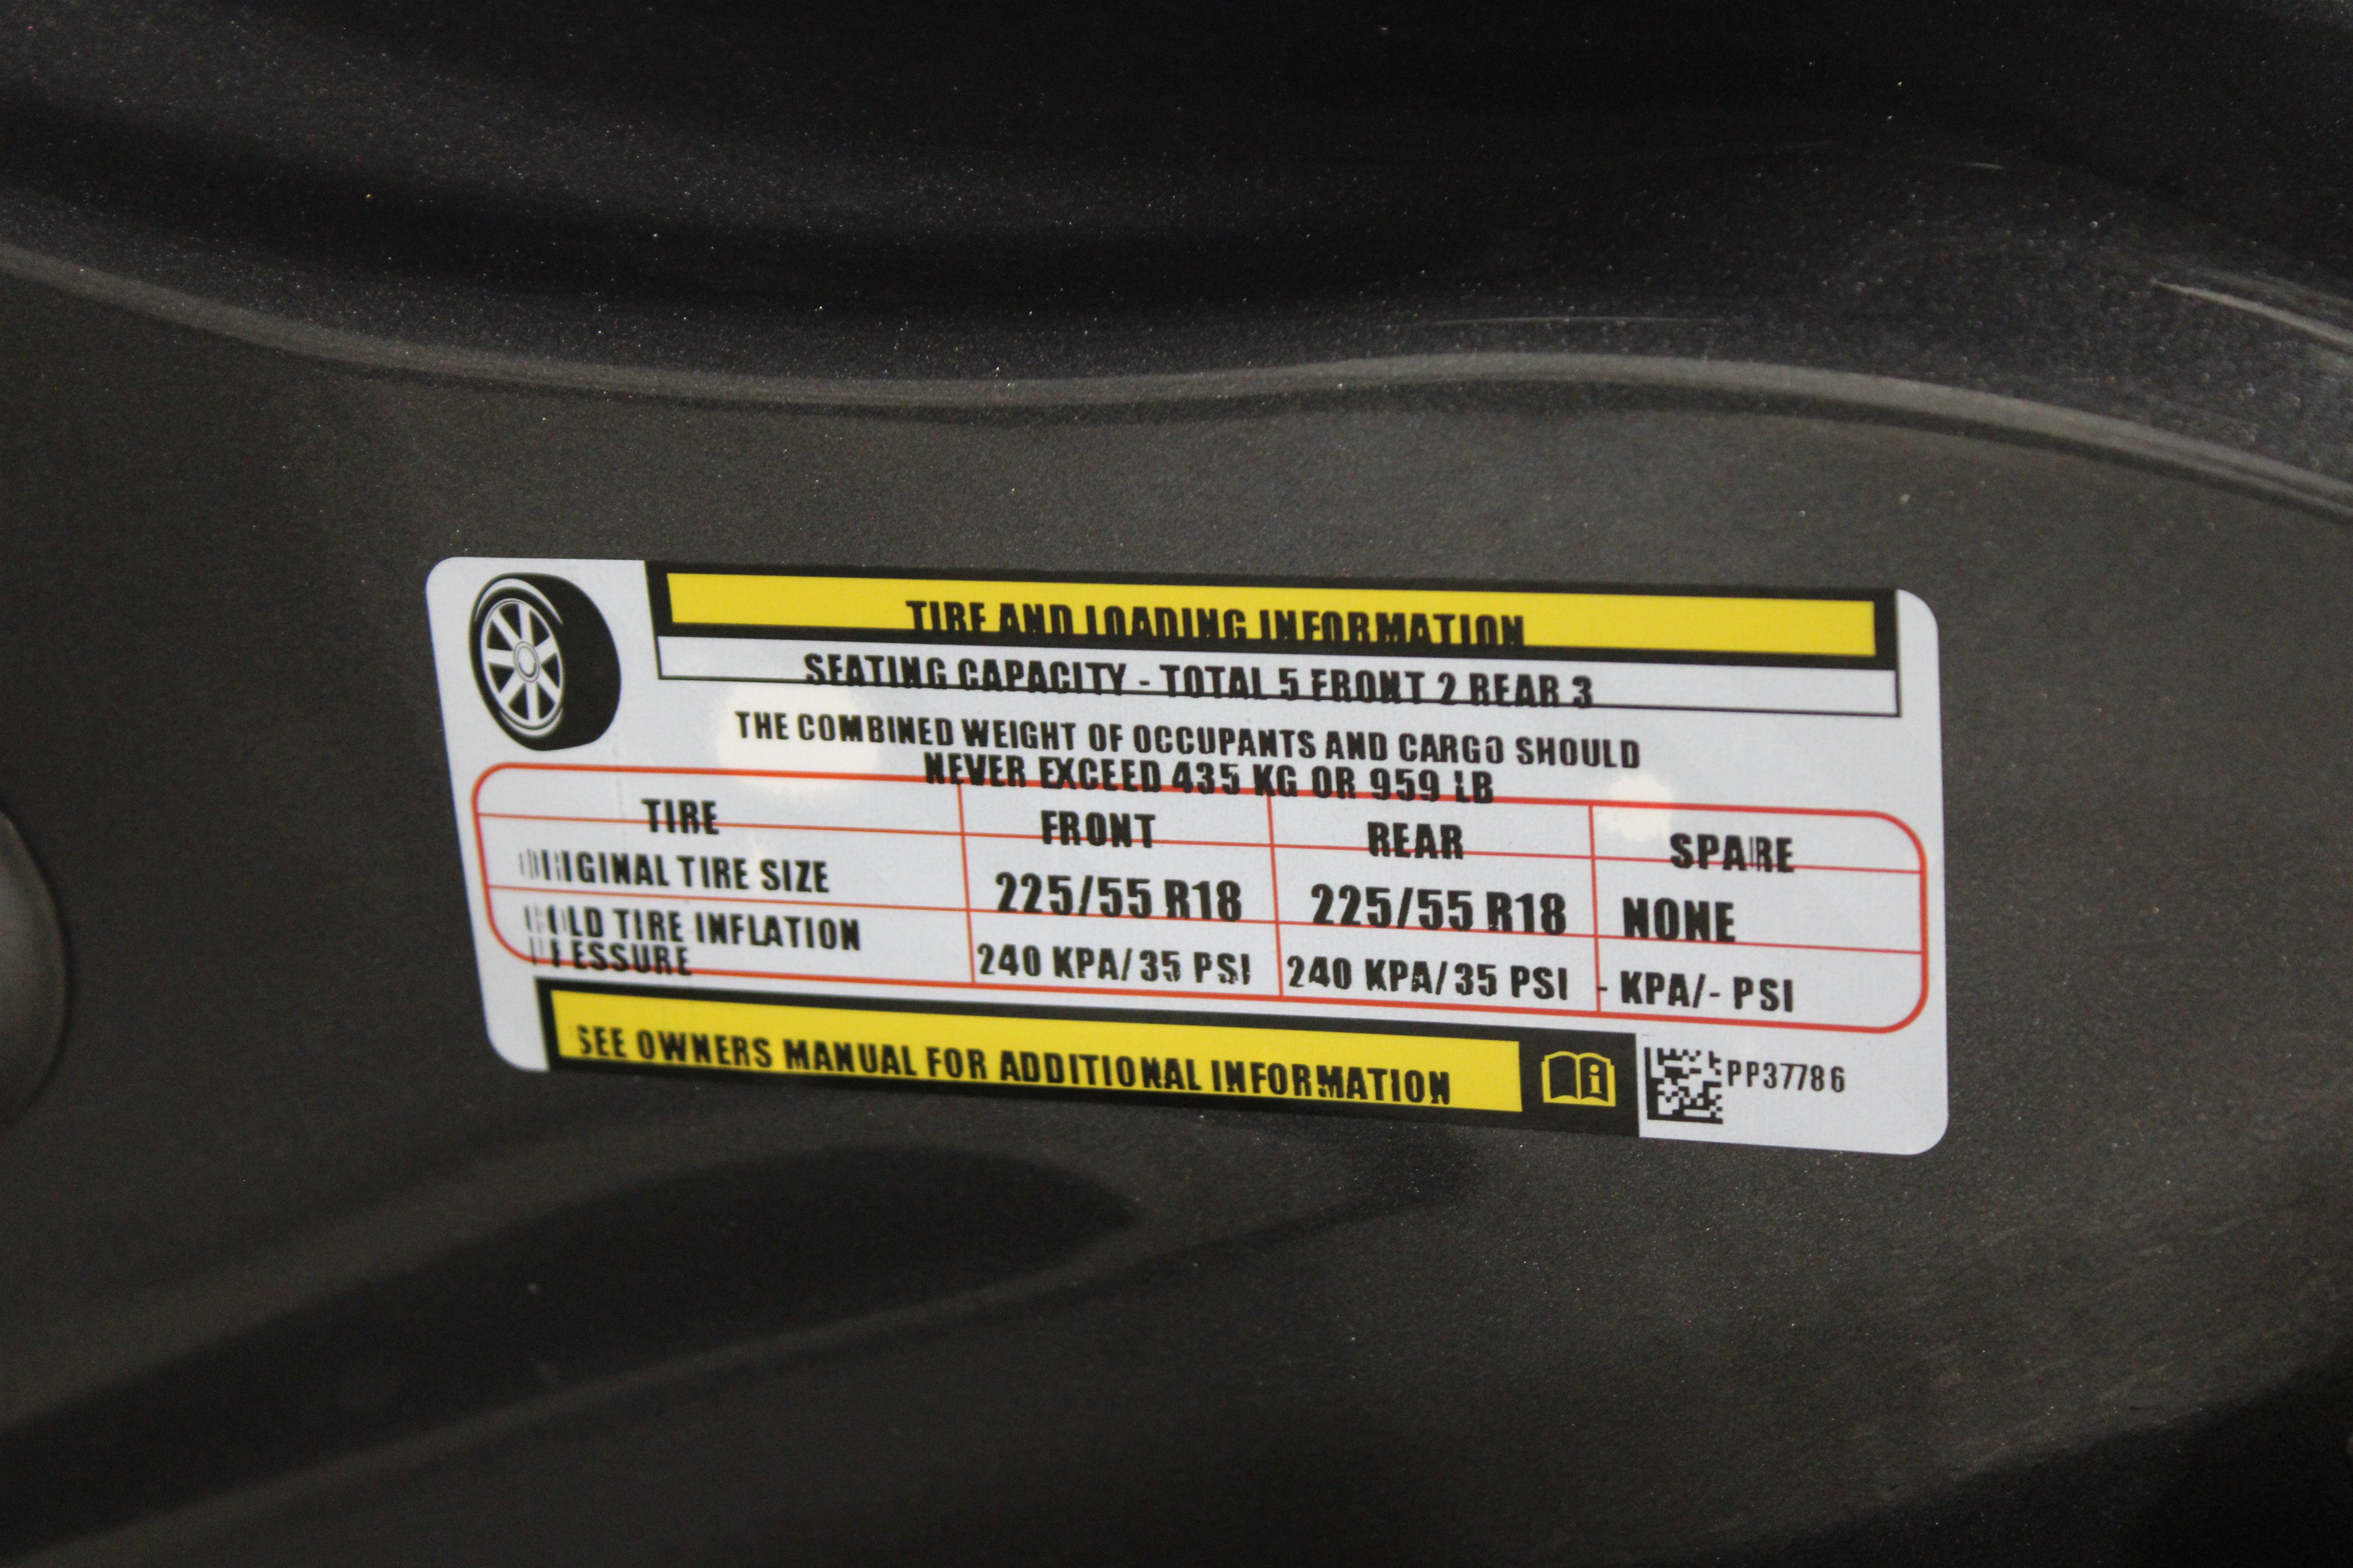 TIRE AND LOADING INFORMATION
SEATING CAPACITY - TOTAL 5 FRONT 2 REAR 3
THE COMBINED WEIGHT OF OCCUPANTS AND CARGO SHOULD
NEVER EXCEED 435 KG OR 959 LB
TIRE FRONT REAR SPARE
ORIGINAL TIRE SIZE 225/55 R18 225/55 R18 NONE
COLD TIRE INFLATION
PRESSURE 240 KPA/35 PSI 240 KPA/35 PSI - KPA/- PSI
SEE OWNERS MANUAL FOR ADDITIONAL INFORMATION
PP37786